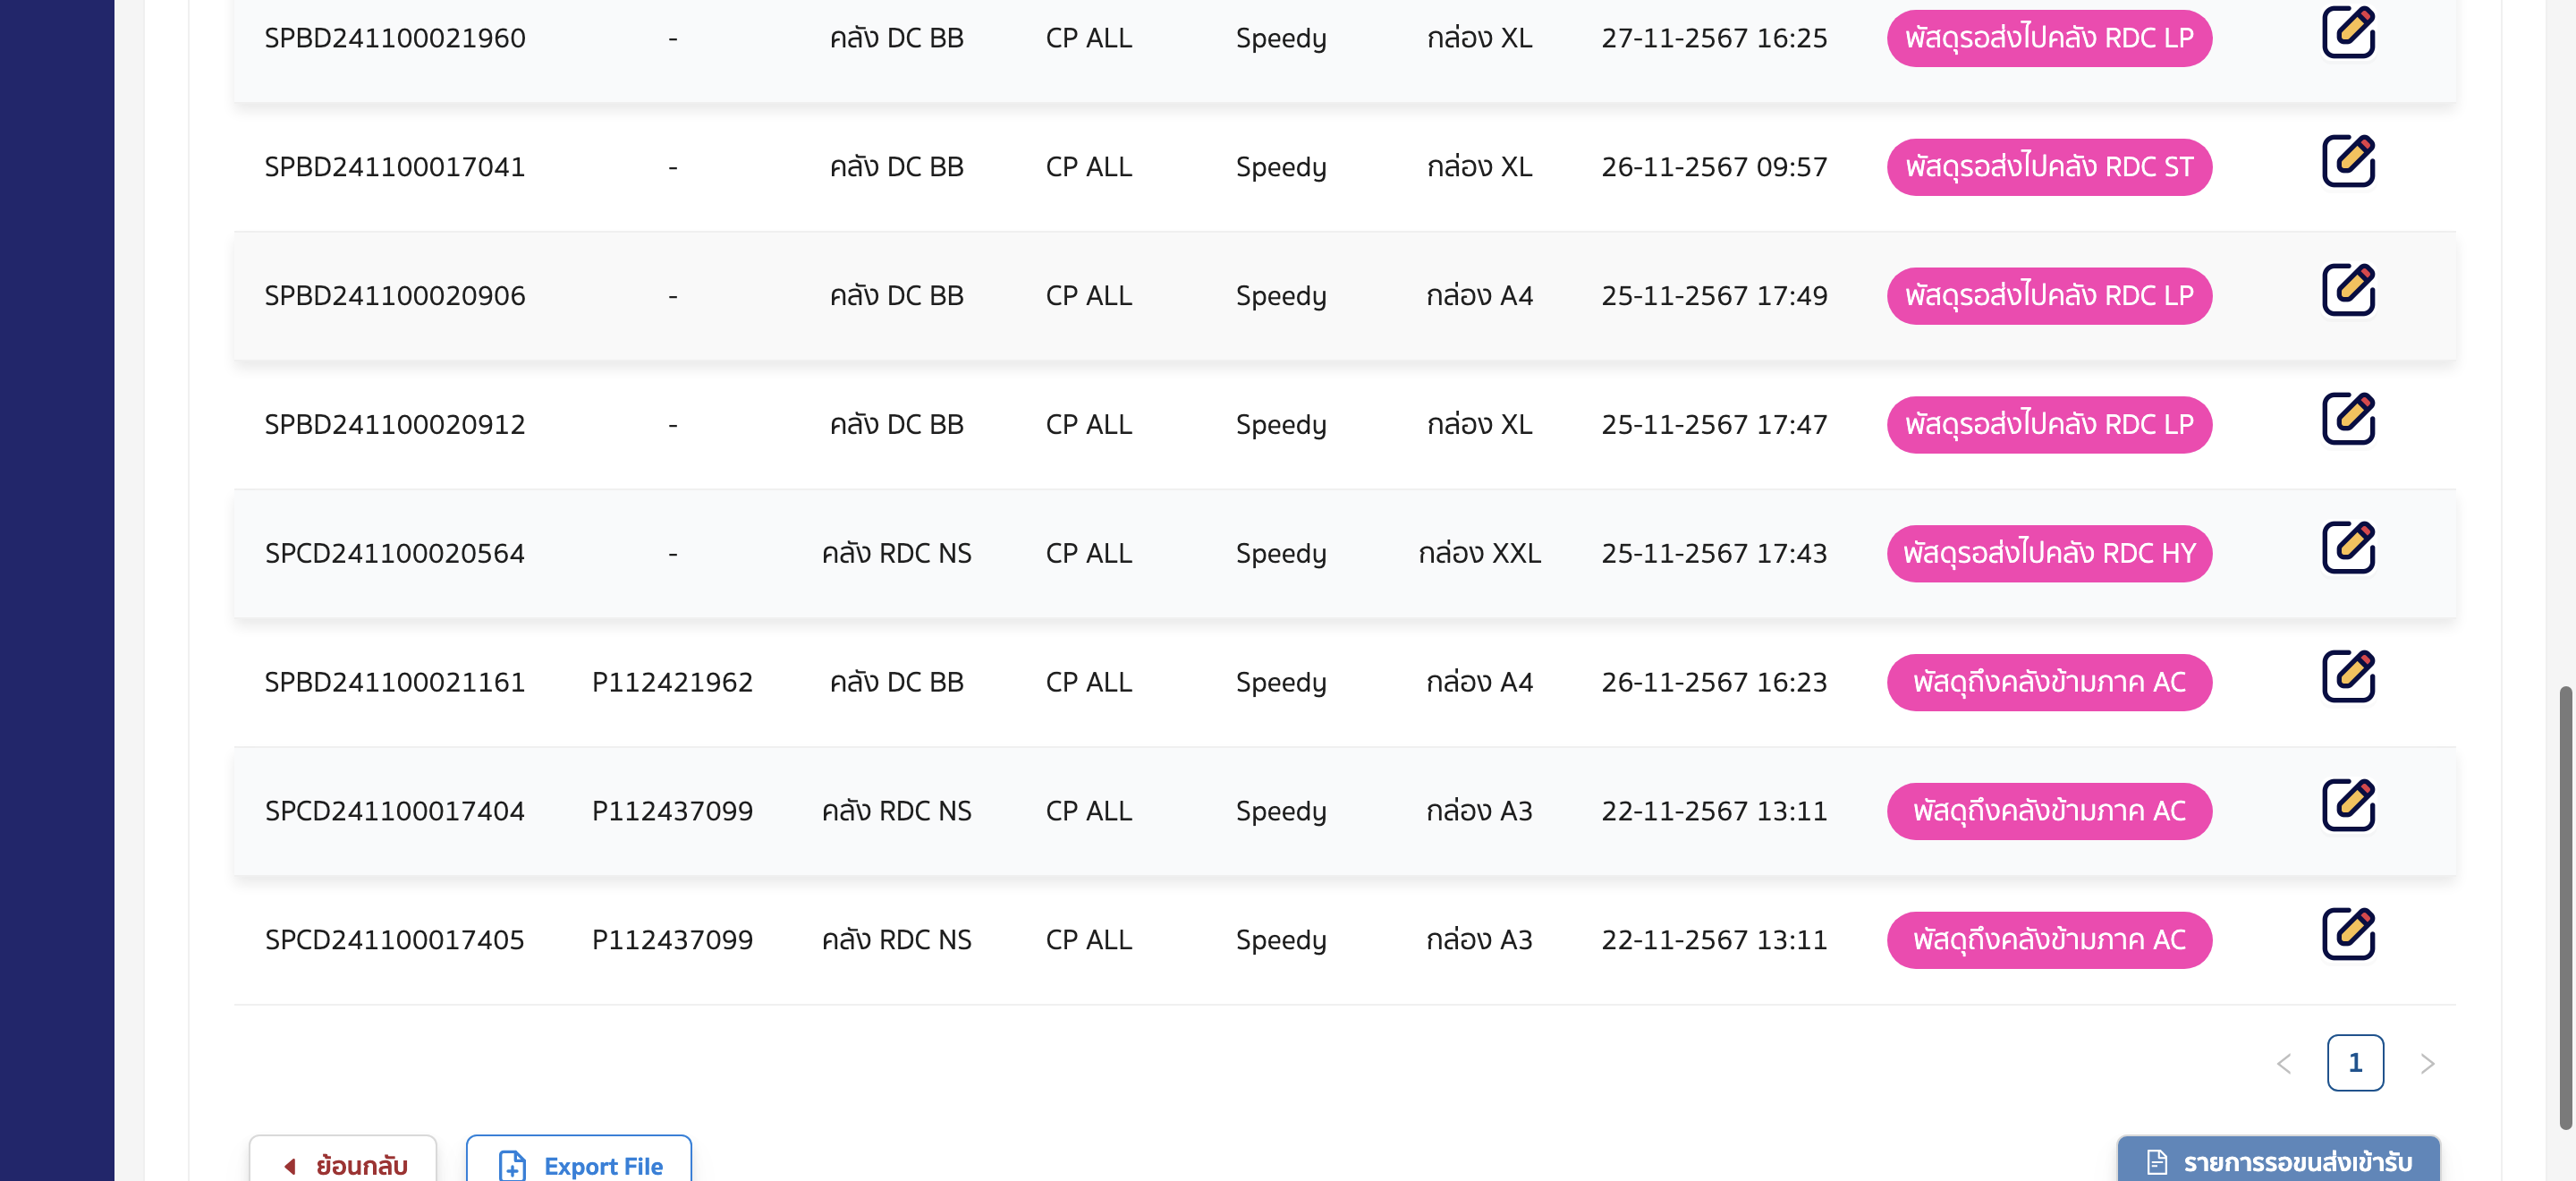 SPBD241100021960 - คลัง DC BB CP ALL Speedy กล่อง XL 27-11-2567 16:25 พัสดุรอส่งไปคลัง RDC LP
SPBD241100017041 - คลัง DC BB CP ALL Speedy กล่อง XL 26-11-2567 09:57 พัสดุรอส่งไปคลัง RDC ST
SPBD241100020906 - คลัง DC BB CP ALL Speedy กล่อง A4 25-11-2567 17:49 พัสดุรอส่งไปคลัง RDC LP
SPBD241100020912 - คลัง DC BB CP ALL Speedy กล่อง XL 25-11-2567 17:47 พัสดุรอส่งไปคลัง RDC LP
SPCD241100020564 - คลัง RDC NS CP ALL Speedy กล่อง XXL 25-11-2567 17:43 พัสดุรอส่งไปคลัง RDC HY
SPBD241100021161 P112421962 คลัง DC BB CP ALL Speedy กล่อง A4 26-11-2567 16:23 พัสดุถึงคลังข้ามภาค AC
SPCD241100017404 P112437099 คลัง RDC NS CP ALL Speedy กล่อง A3 22-11-2567 13:11 พัสดุถึงคลังข้ามภาค AC
SPCD241100017405 P112437099 คลัง RDC NS CP ALL Speedy กล่อง A3 22-11-2567 13:11 พัสดุถึงคลังข้ามภาค AC
1
ย้อนกลับ Export File รายการรอขนส่งเข้ารับ